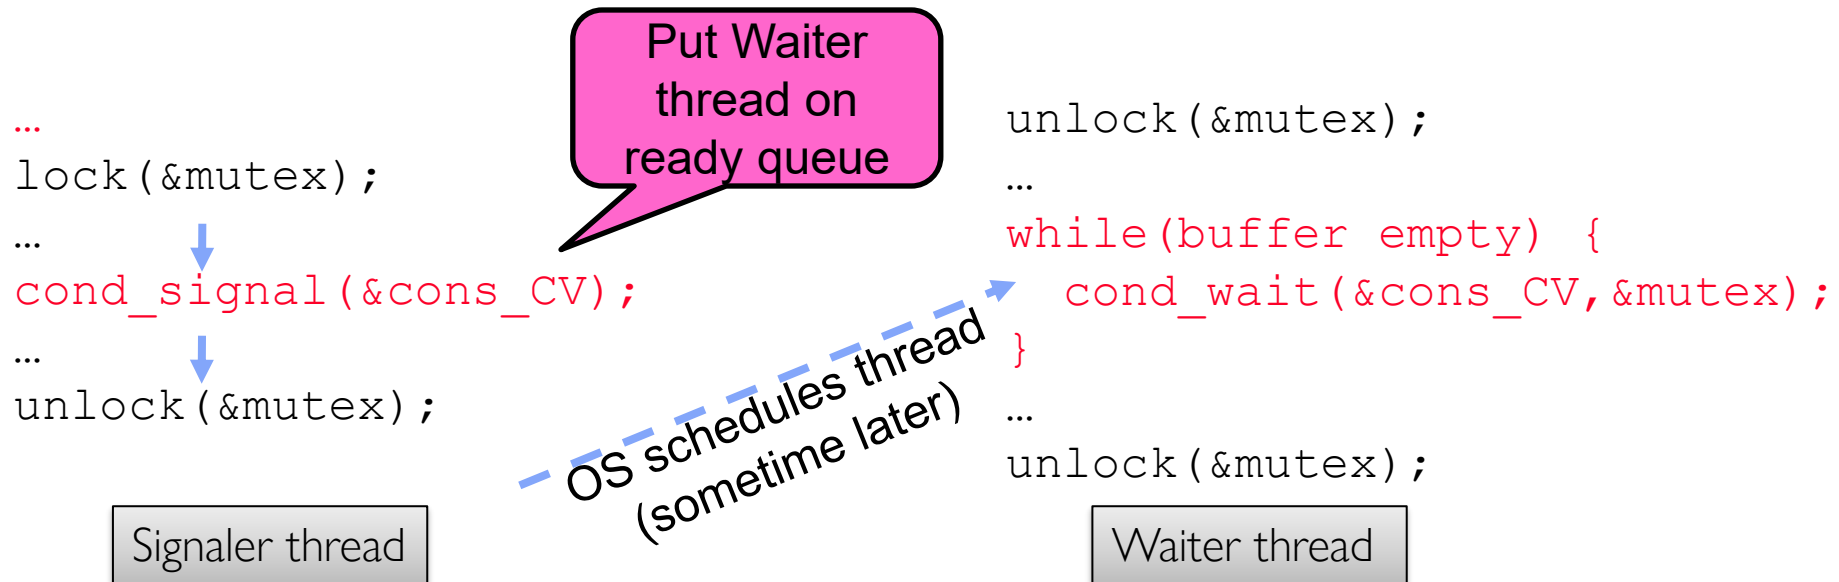 Put Waiter
thread on
ready queue
…
lock(&mutex);
…
cond_signal(&cons_CV);
…
unlock(&mutex);
Signaler thread
OS schedules thread
(sometime later)
unlock(&mutex);
…
while(buffer empty) {
cond_wait(&cons_CV,&mutex);
}
…
unlock(&mutex);
Waiter thread